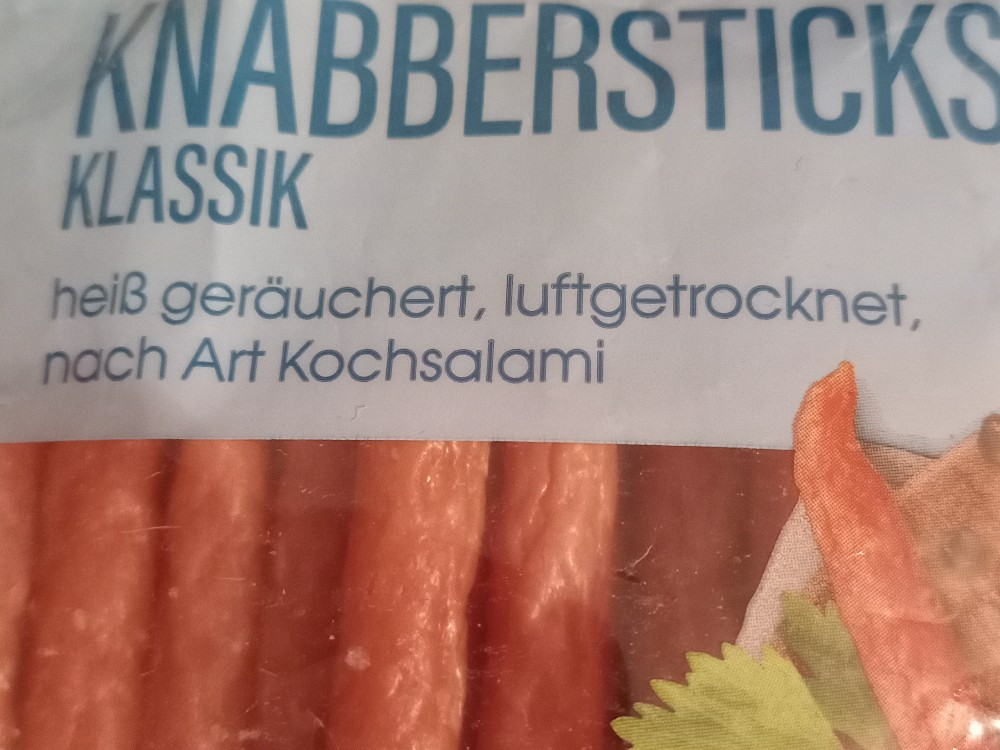 KNABBERSTICKS
KLASSIK
heiß geräuchert, luftgetrocknet,
nach Art Kochsalami